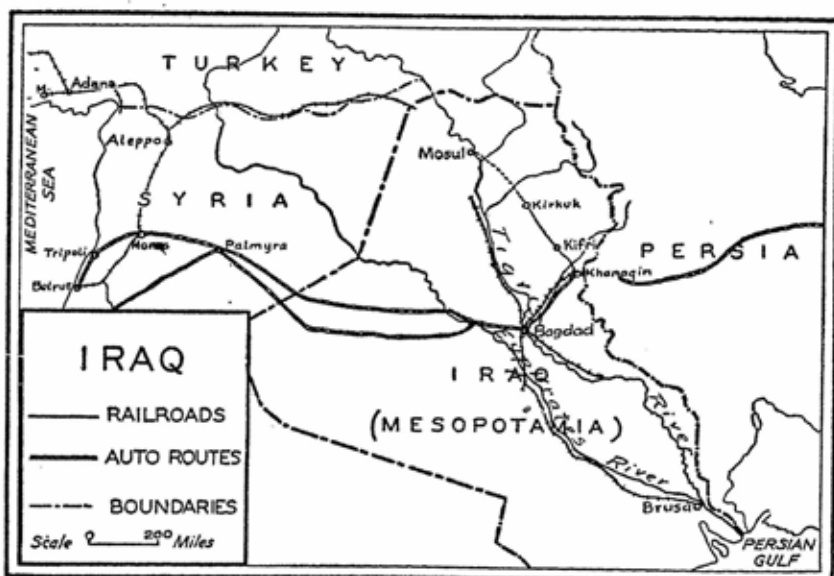 TURKEY
M.
Adana
MEDITERRANEAN
SEA
Aleppo
Mosul
SYRIA
Kirkuk
Tripoli
Homs
Palmyra
Kifri
PERSIA
Khanaqin
Beirut
Tigris
Bagdad
IRAQ
(MESOPOTAMIA)
Euphrates
River
River
Brusa
PERSIAN
GULF
IRAQ
RAILROADS
AUTO ROUTES
BOUNDARIES
Scale 0 200 Miles